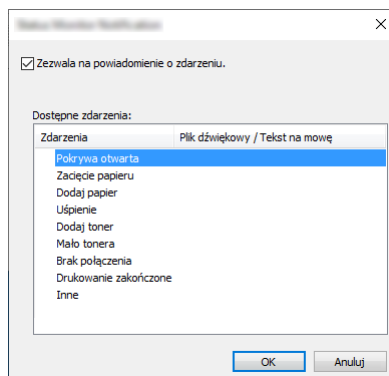 Zezwala na powiadomienie o zdarzeniu.
Dostępne zdarzenia:
Zdarzenia Plik dźwiękowy / Tekst na mowę
Pokrywa otwarta
Zacięcie papieru
Dodaj papier
Uśpienie
Dodaj toner
Mało tonera
Brak połączenia
Drukowanie zakończone
Inne
OK Anuluj